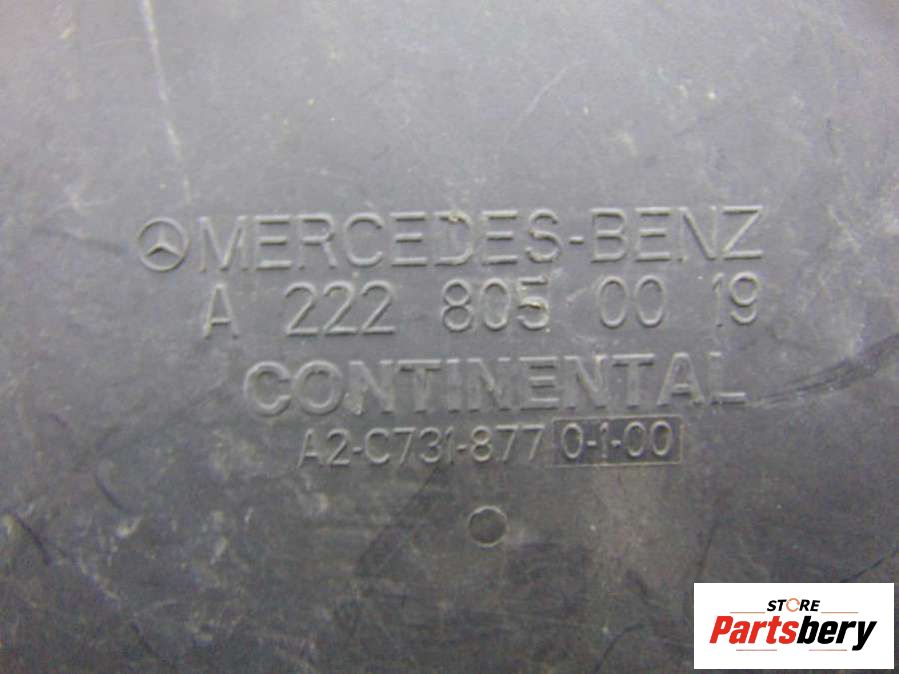 MERCEDES-BENZ
A 222 805 00 19
CONTINENTAL
A2-C731-877 0-1-00
STORE
Partsbery